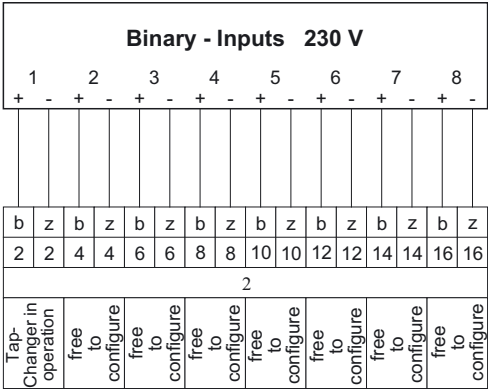 Binary - Inputs 230 V
1 2 3 4 5 6 7 8
+ - + - + - + - + - + - + - + -
b z b z b z b z b z b z b z b z
2 2 4 4 6 6 8 8 10 10 12 12 14 14 16 16
2
Tap-
Changer in
operation
free
to
configure
free
to
configure
free
to
configure
free
to
configure
free
to
configure
free
to
configure
free
to
configure